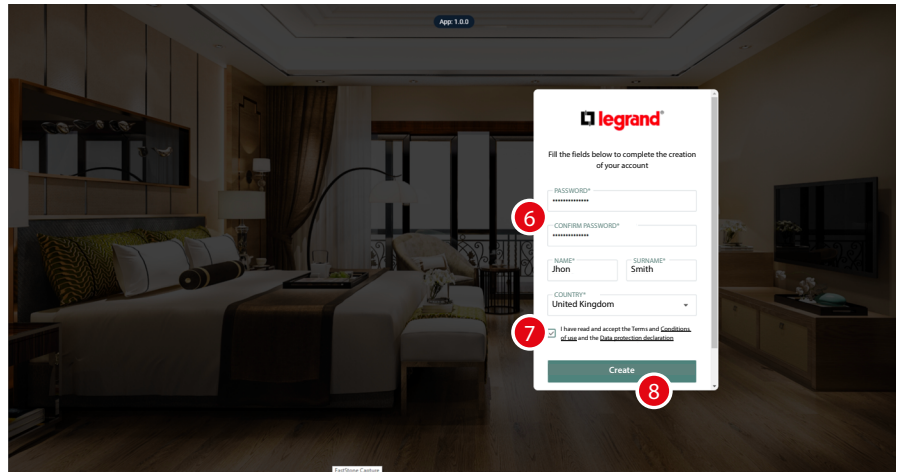 App: 1.0.0
legrand®
Fill the fields below to complete the creation
of your account
PASSWORD*
••••••••••••••
6
CONFIRM PASSWORD*
••••••••••••••
NAME*
Jhon
SURNAME*
Smith
COUNTRY*
United Kingdom
7
I have read and accept the Terms and Conditions
of use and the Data protection declaration
Create
8
FastStone Capture